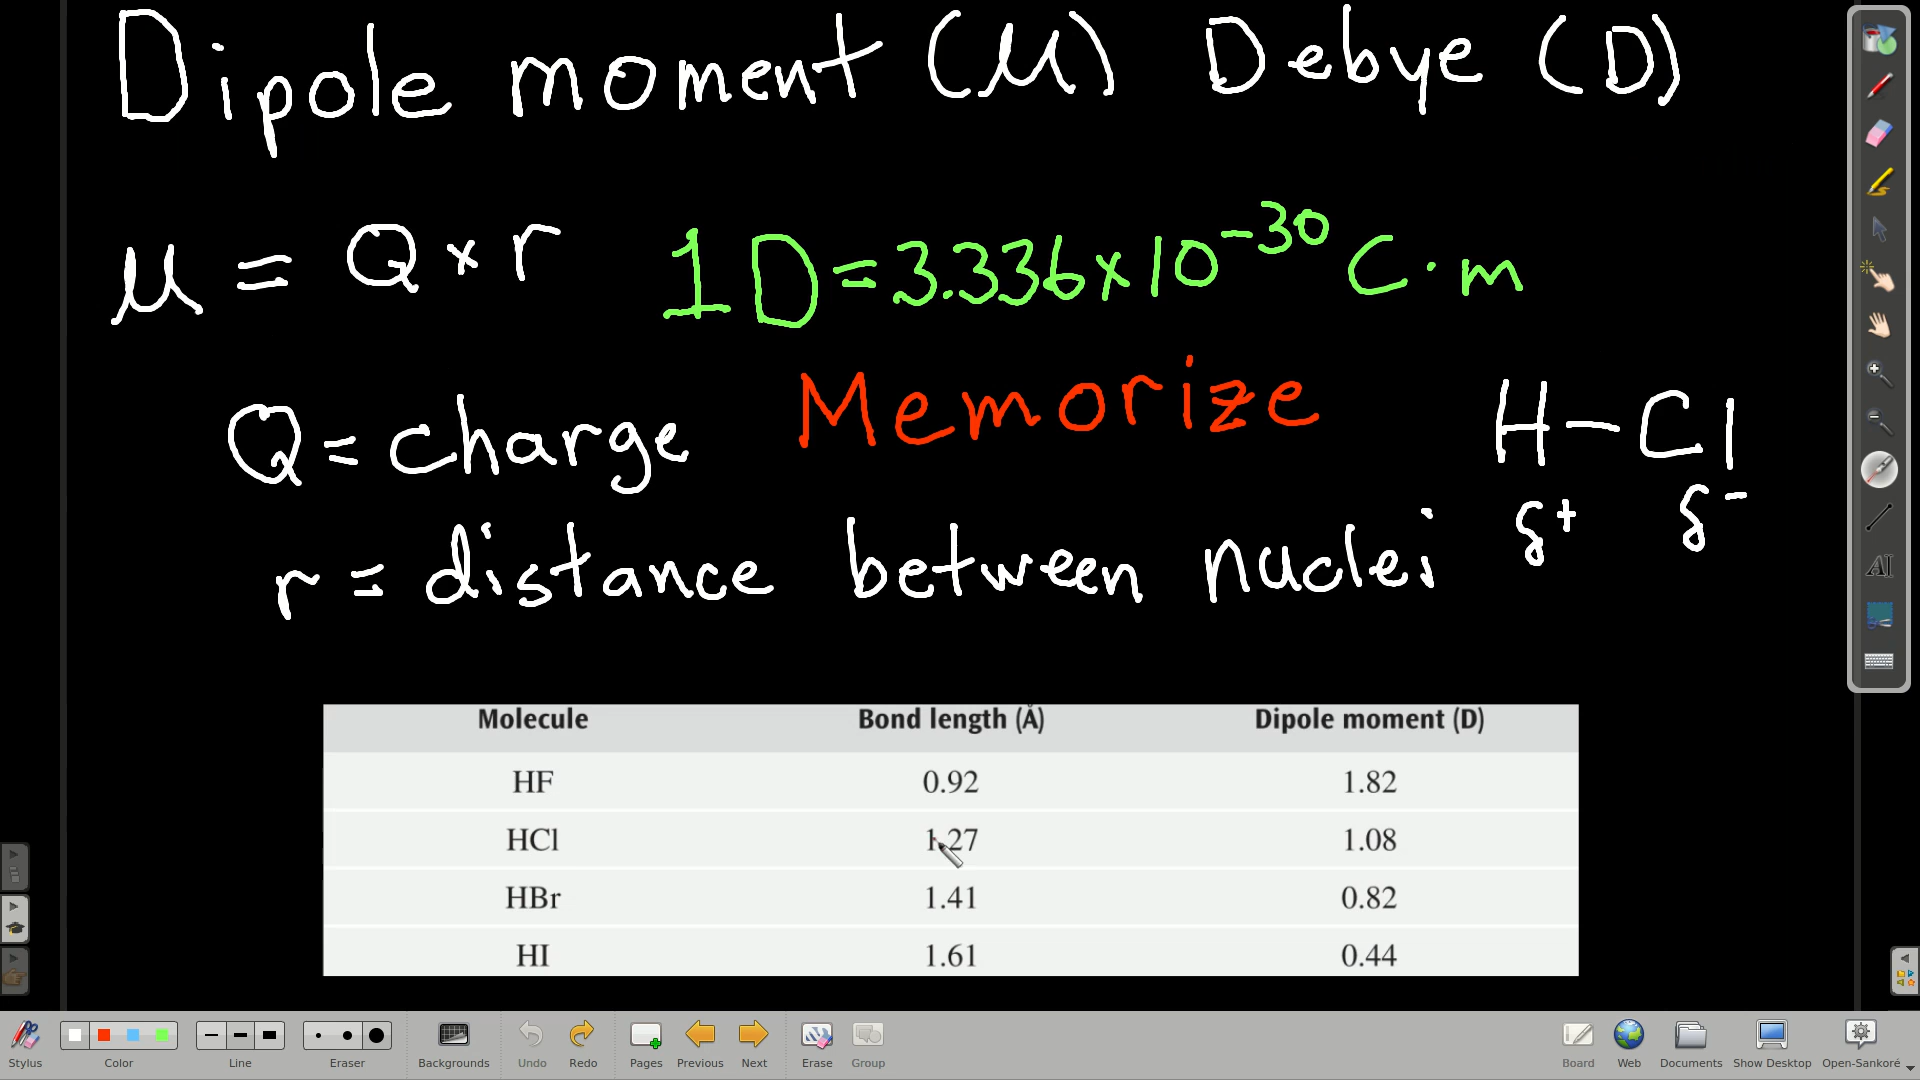 Dipole moment (μ) Debye (D)
μ = Q × r 1 D = 3.336 × 10⁻³⁰ C · m
Memorize
Q = charge
H – Cl
δ⁺ δ⁻
r = distance between nuclei
Molecule Bond length (Å) Dipole moment (D)
HF 0.92 1.82
HCl 1.27 1.08
HBr 1.41 0.82
HI 1.61 0.44
AI
Stylus Color Line Eraser Backgrounds Undo Redo Pages Previous Next Erase Group Board Web Documents Show Desktop Open-Sankoré